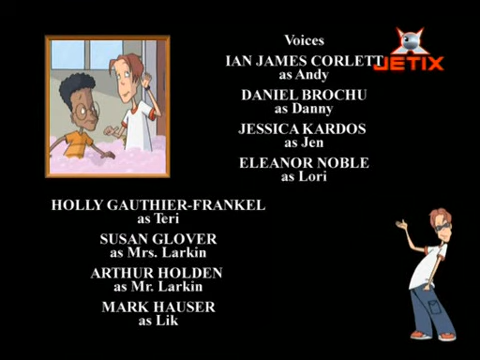 Voices
IAN JAMES CORLETT
as Andy
JETIX
DANIEL BROCHU
as Danny
JESSICA KARDOS
as Jen
ELEANOR NOBLE
as Lori
HOLLY GAUTHIER-FRANKEL
as Teri
SUSAN GLOVER
as Mrs. Larkin
ARTHUR HOLDEN
as Mr. Larkin
MARK HAUSER
as Lik